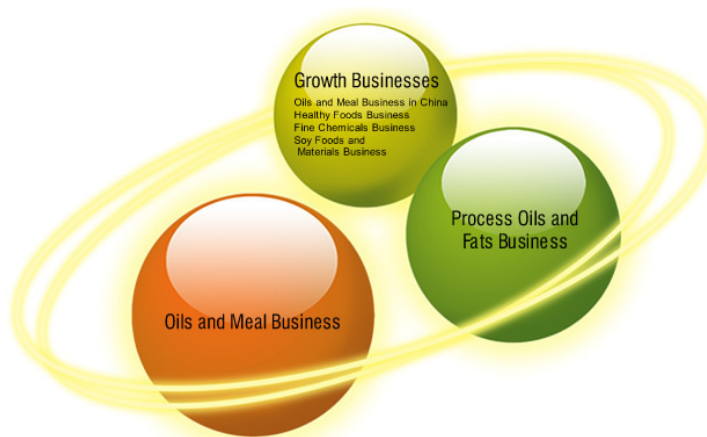 Growth Businesses
Oils and Meal Business in China
Healthy Foods Business
Fine Chemicals Business
Soy Foods and
Materials Business
Process Oils and
Fats Business
Oils and Meal Business